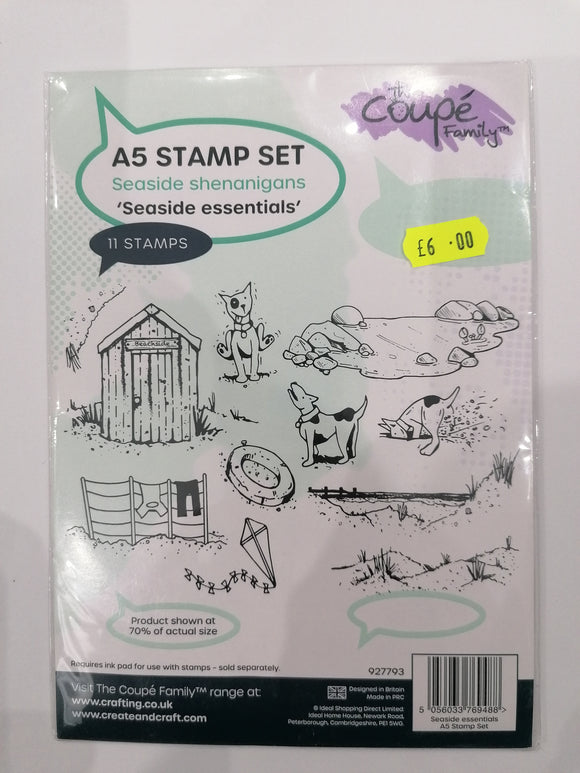 The
Coupé
Family™
A5 STAMP SET
Seaside shenanigans
‘Seaside essentials’
11 STAMPS
£6.00
Beachside
Product shown at
70% of actual size
Requires ink pad for use with stamps – sold separately.
927793
Visit The Coupé Family™ range at:
www.crafting.co.uk
www.createandcraft.com
Designed in Britain
Made in PRC
© Ideal Shopping Direct Limited
Ideal Home House, Newark Road,
Peterborough, Cambridgeshire, PE1 5WG.
5 056033 769488 >
Seaside essentials
A5 Stamp Set